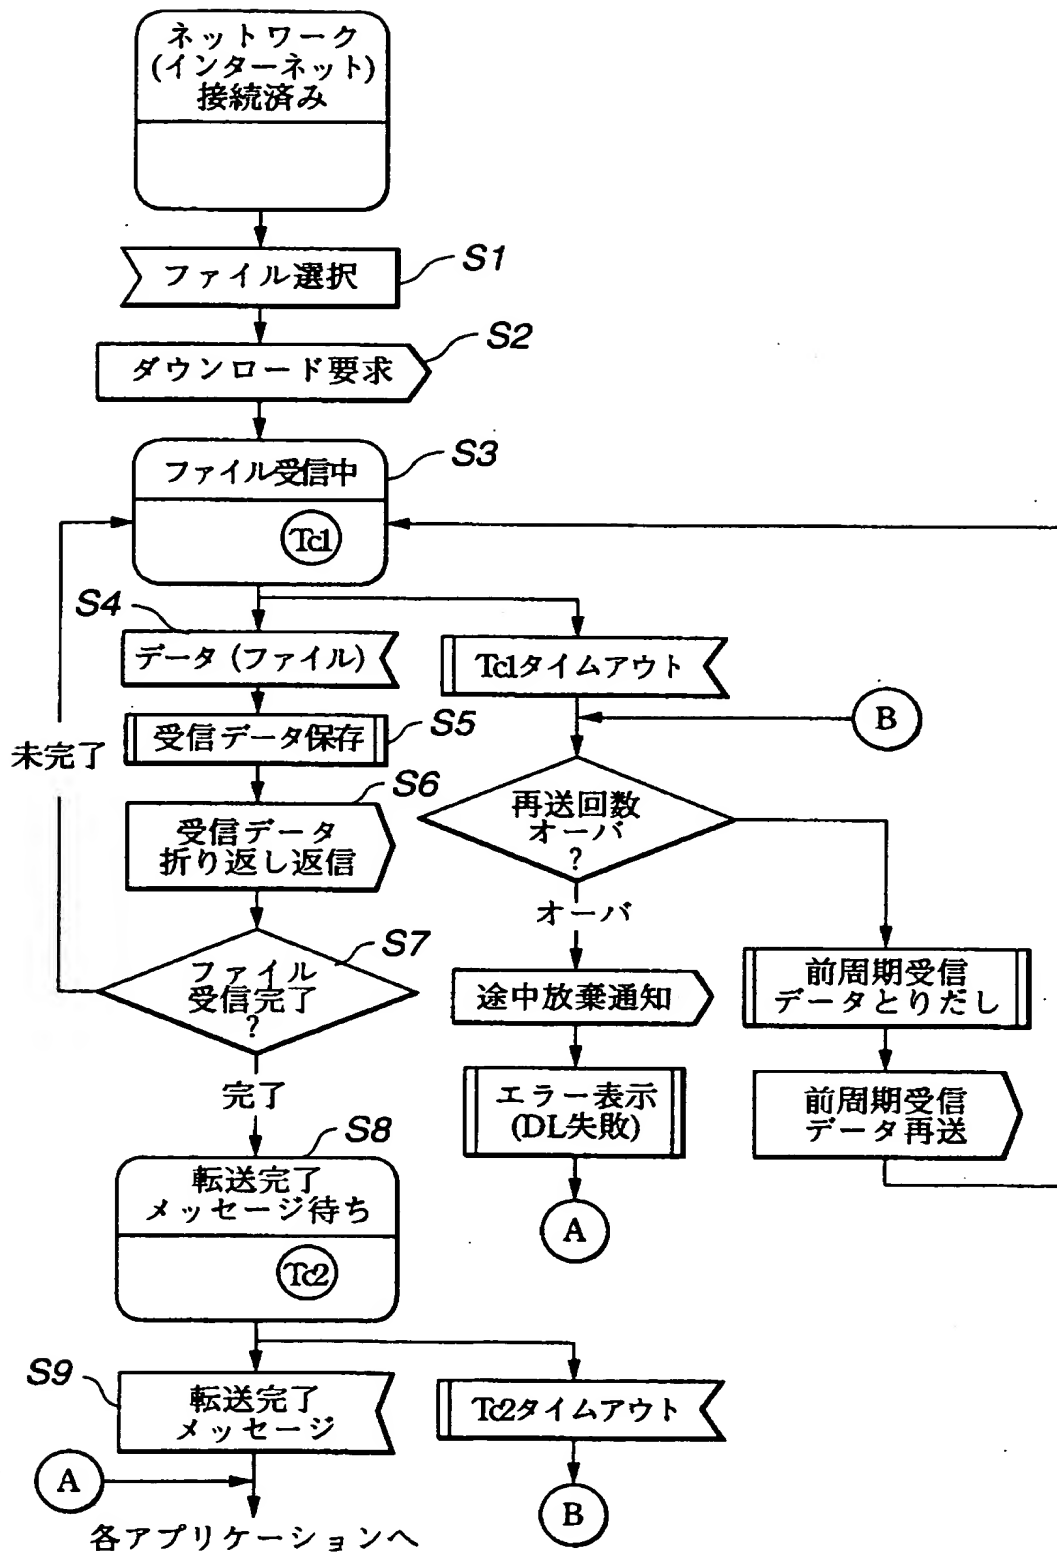 ネットワーク
(インターネット)
接続済み
ファイル選択
S1
ダウンロード要求
S2
ファイル受信中
S3
Tc1
S4
データ(ファイル)
Tc1タイムアウト
受信データ保存
S5
B
未完了
S6
受信データ
折り返し返信
再送回数
オーバ
?
オーバ
S7
ファイル
受信完了
?
途中放棄通知
前周期受信
データとりだし
完了
エラー表示
(DL失敗)
前周期受信
データ再送
S8
転送完了
メッセージ待ち
A
Tc2
S9
転送完了
メッセージ
Tc2タイムアウト
A
B
各アプリケーションへ